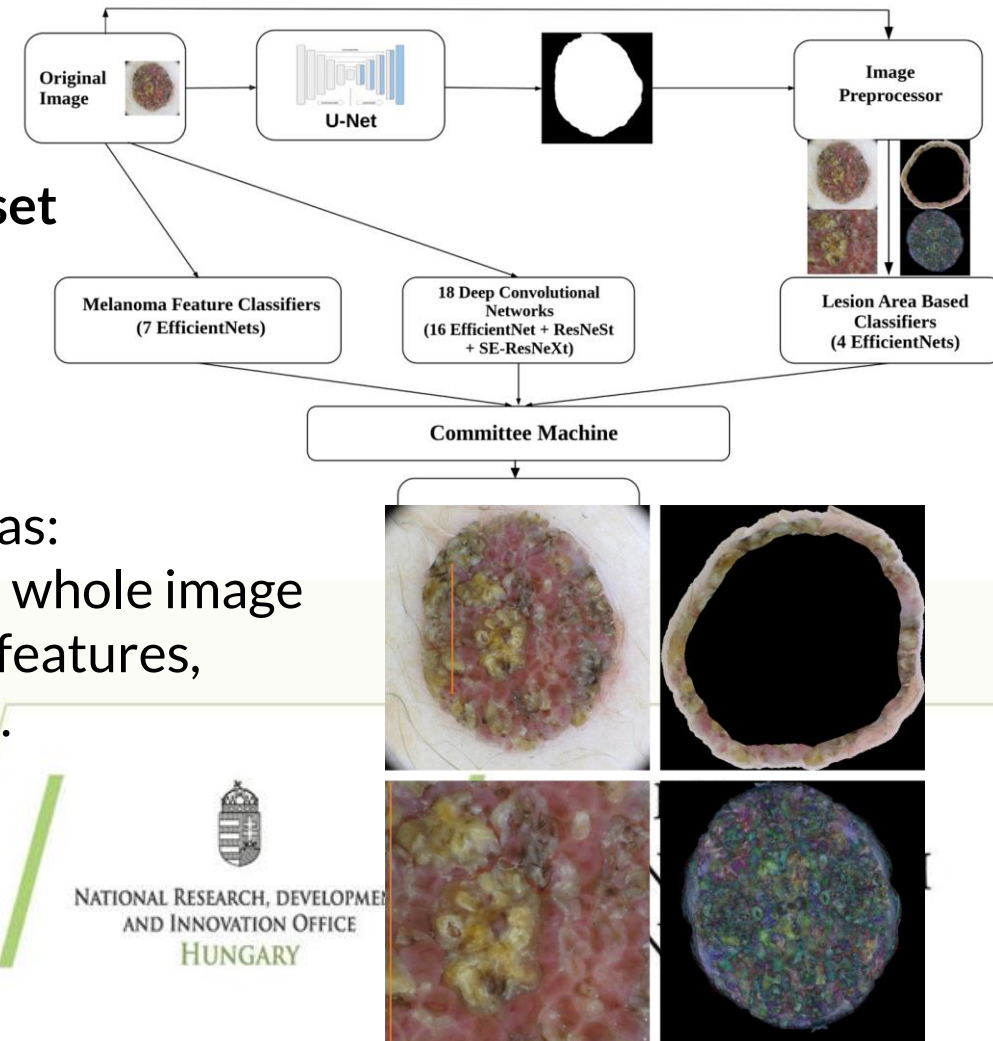 Original
Image
U-Net
Image
Preprocessor
set
Melanoma Feature Classifiers
(7 EfficientNets)
18 Deep Convolutional
Networks
(16 EfficientNet + ResNeSt
+ SE-ResNeXt)
Lesion Area Based
Classifiers
(4 EfficientNets)
Committee Machine
as:
whole image
features,
.
NATIONAL RESEARCH, DEVELOPMEN
AND INNOVATION OFFICE
HUNGARY